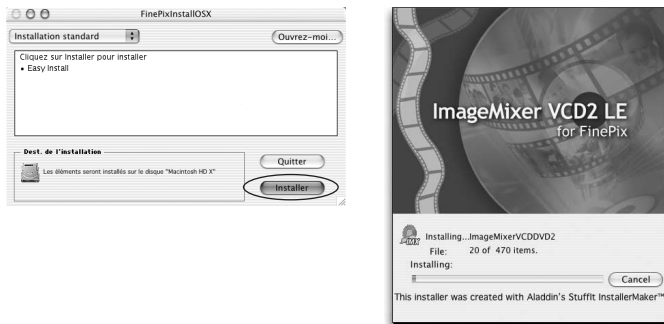 FinePixInstallOSX
Installation standard
Ouvrez-moi...
Cliquez sur Installer pour installer
• Easy Install
Dest. de l'installation
Les éléments seront installés sur le disque "Macintosh HD X"
Quitter
Installer
ImageMixer VCD2 LE
for FinePix
IMX
Installing...ImageMixerVCDDVD2
File: 20 of 470 items.
Installing:
Cancel
This installer was created with Aladdin's StuffIt InstallerMaker™